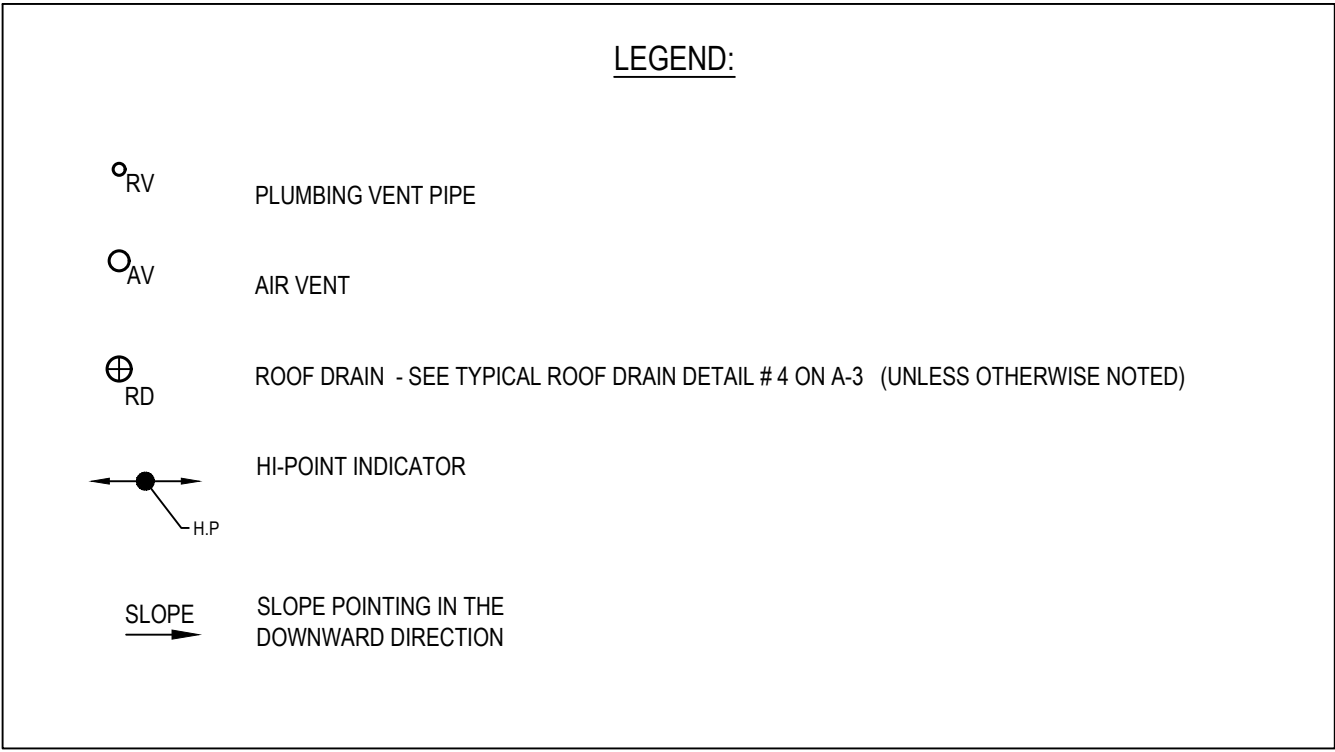 LEGEND:
RV
PLUMBING VENT PIPE
AV
AIR VENT
RD
ROOF DRAIN - SEE TYPICAL ROOF DRAIN DETAIL # 4 ON A-3 (UNLESS OTHERWISE NOTED)
HI-POINT INDICATOR
H.P
SLOPE
SLOPE POINTING IN THE
DOWNWARD DIRECTION